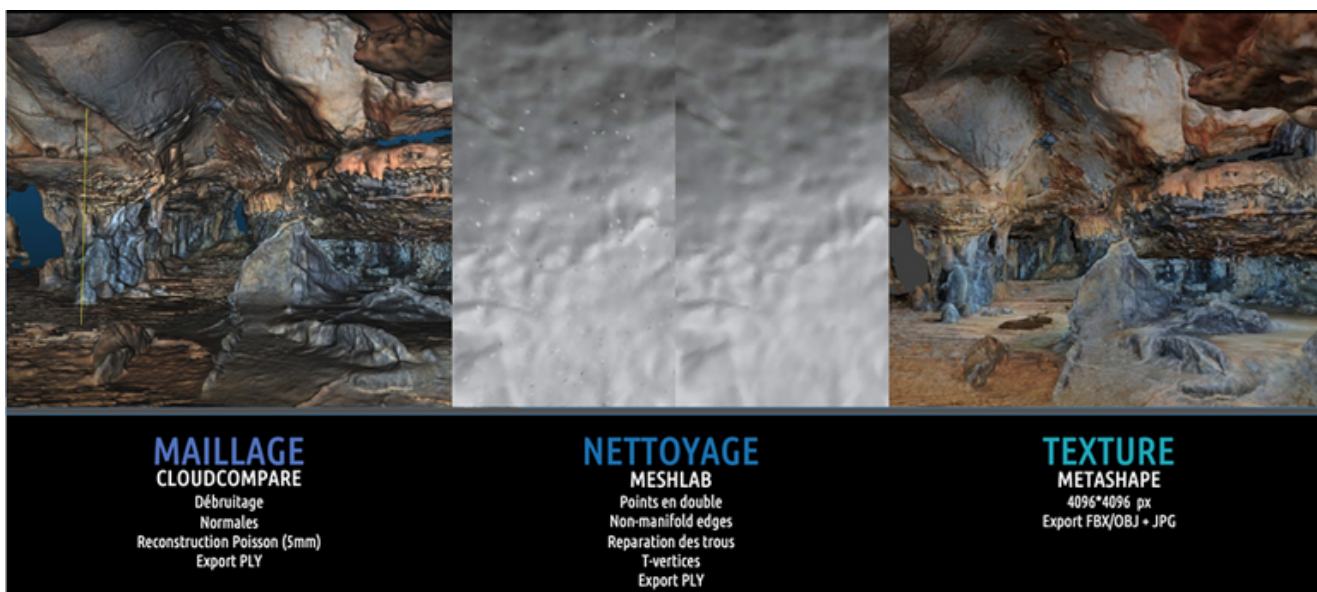 MAILLAGE
CLOUDCOMPARE
Débruitage
Normales
Reconstruction Poisson (5mm)
Export PLY
NETTOYAGE
MESHLAB
Points en double
Non-manifold edges
Reparation des trous
T-vertices
Export PLY
TEXTURE
METASHAPE
4096*4096 px
Export FBX/OBJ + JPG